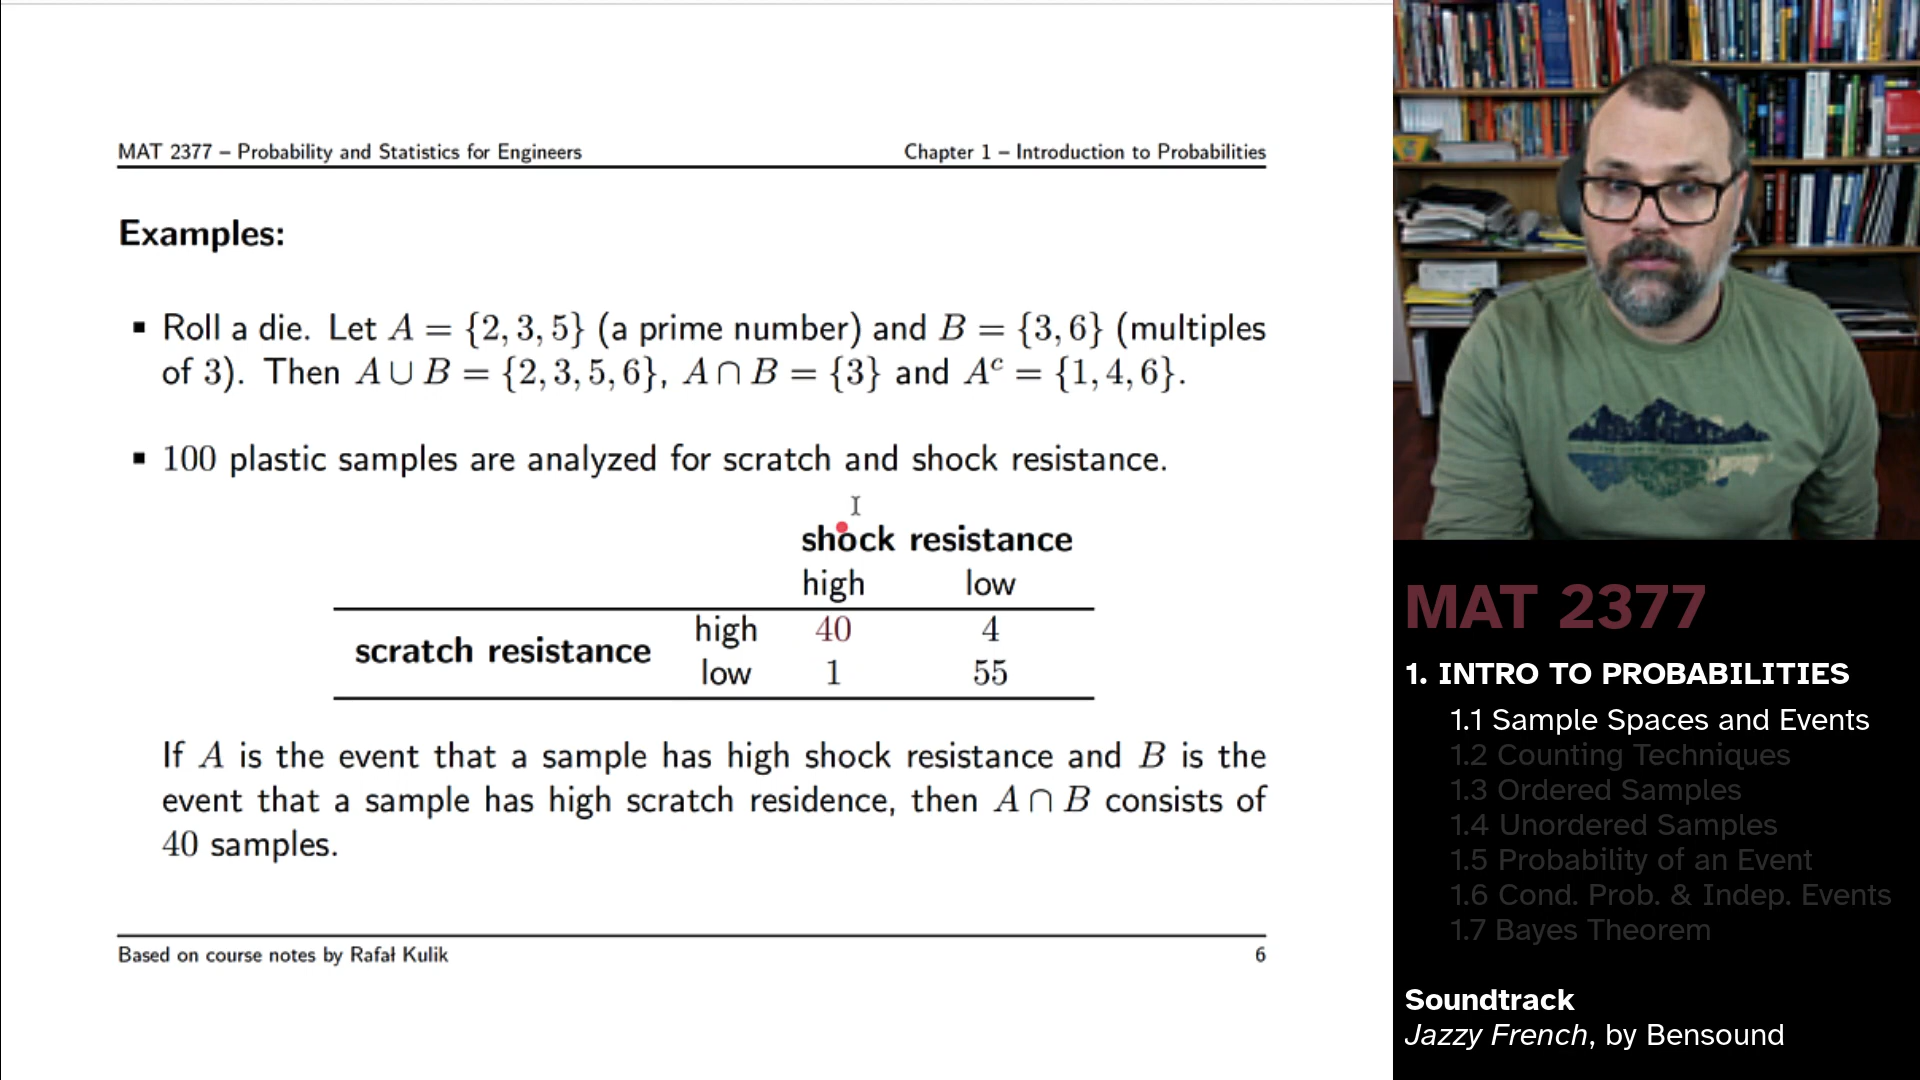 MAT 2377 – Probability and Statistics for Engineers
Chapter 1 – Introduction to Probabilities
Examples:
▪ Roll a die. Let A = {2, 3, 5} (a prime number) and B = {3, 6} (multiples
of 3). Then A ∪ B = {2, 3, 5, 6}, A ∩ B = {3} and Aᶜ = {1, 4, 6}.
▪ 100 plastic samples are analyzed for scratch and shock resistance.
shock resistance
high low
scratch resistance
high 40 4
low 1 55
If A is the event that a sample has high shock resistance and B is the
event that a sample has high scratch residence, then A ∩ B consists of
40 samples.
Based on course notes by Rafał Kulik
6
MAT 2377
1. INTRO TO PROBABILITIES
1.1 Sample Spaces and Events
1.2 Counting Techniques
1.3 Ordered Samples
1.4 Unordered Samples
1.5 Probability of an Event
1.6 Cond. Prob. & Indep. Events
1.7 Bayes Theorem
Soundtrack
Jazzy French, by Bensound